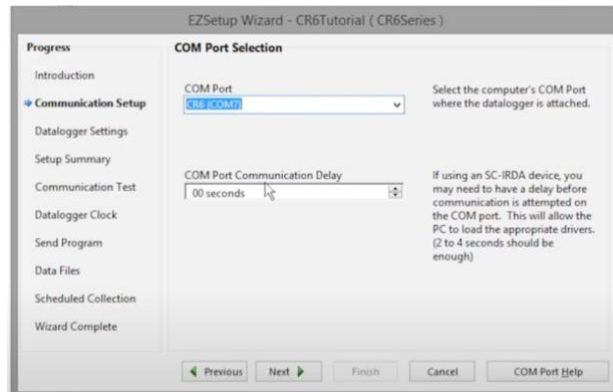 EZSetup Wizard - CR6Tutorial ( CR6Series )
Progress
Introduction
Communication Setup
Datalogger Settings
Setup Summary
Communication Test
Datalogger Clock
Send Program
Data Files
Scheduled Collection
Wizard Complete
COM Port Selection
COM Port
CR6 (COM7)
Select the computer's COM Port
where the datalogger is attached.
COM Port Communication Delay
00 seconds
If using an SC-IRDA device, you
may need to have a delay before
communication is attempted on
the COM port. This will allow the
PC to load the appropriate drivers.
(2 to 4 seconds should be
enough)
Previous
Next
Finish
Cancel
COM Port Help